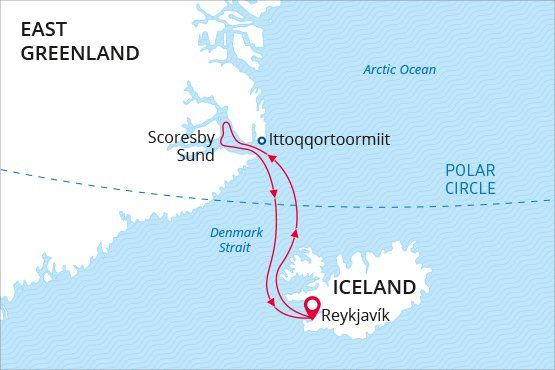 EAST
GREENLAND
Arctic Ocean
Scoresby
Sund
Ittoqqortoormiit
POLAR
CIRCLE
Denmark
Strait
ICELAND
Reykjavík